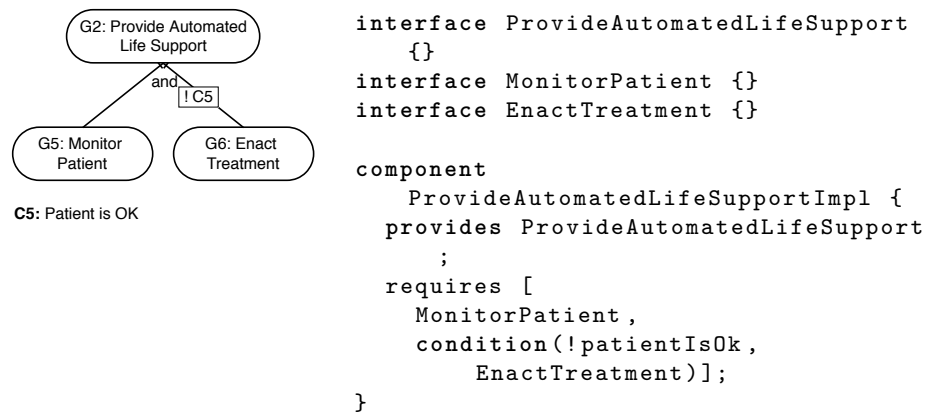 G2: Provide Automated
Life Support
and
! C5
G5: Monitor
Patient
G6: Enact
Treatment
C5: Patient is OK
interface ProvideAutomatedLifeSupport
{}
interface MonitorPatient {}
interface EnactTreatment {}
component
ProvideAutomatedLifeSupportImpl {
provides ProvideAutomatedLifeSupport
;
requires [
MonitorPatient,
condition(!patientIsOk,
EnactTreatment)];
}